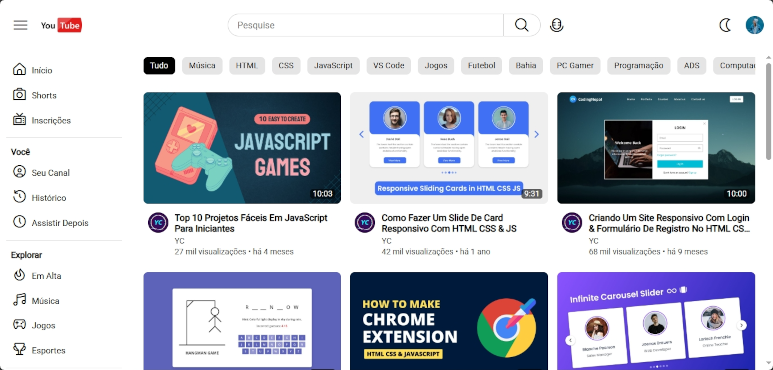 YouTube
Pesquise
Tudo
Música
HTML
CSS
JavaScript
VS Code
Jogos
Futebol
Bahia
PC Gamer
Programação
ADS
Computa
Início
Shorts
Inscrições
Você
Seu Canal
Histórico
Assistir Depois
Explorar
Em Alta
Música
Jogos
Esportes
10 EASY TO CREATE
JAVASCRIPT
GAMES
10:03
Top 10 Projetos Fáceis Em JavaScript
Para Iniciantes
YC
27 mil visualizações • há 4 meses
Responsive Sliding Cards in HTML CSS JS
9:31
Como Fazer Um Slide De Card
Responsivo Com HTML CSS & JS
YC
42 mil visualizações • há 1 ano
CodingNepal
LOGIN
Welcome Back
10:00
Criando Um Site Responsivo Com Login
& Formulário De Registro No HTML CS...
YC
68 mil visualizações • há 9 meses
R _ _ N _ O W
HANGMAN GAME
HOW TO MAKE
CHROME
EXTENSION
HTML CSS & JAVASCRIPT
Infinite Carousel Slider